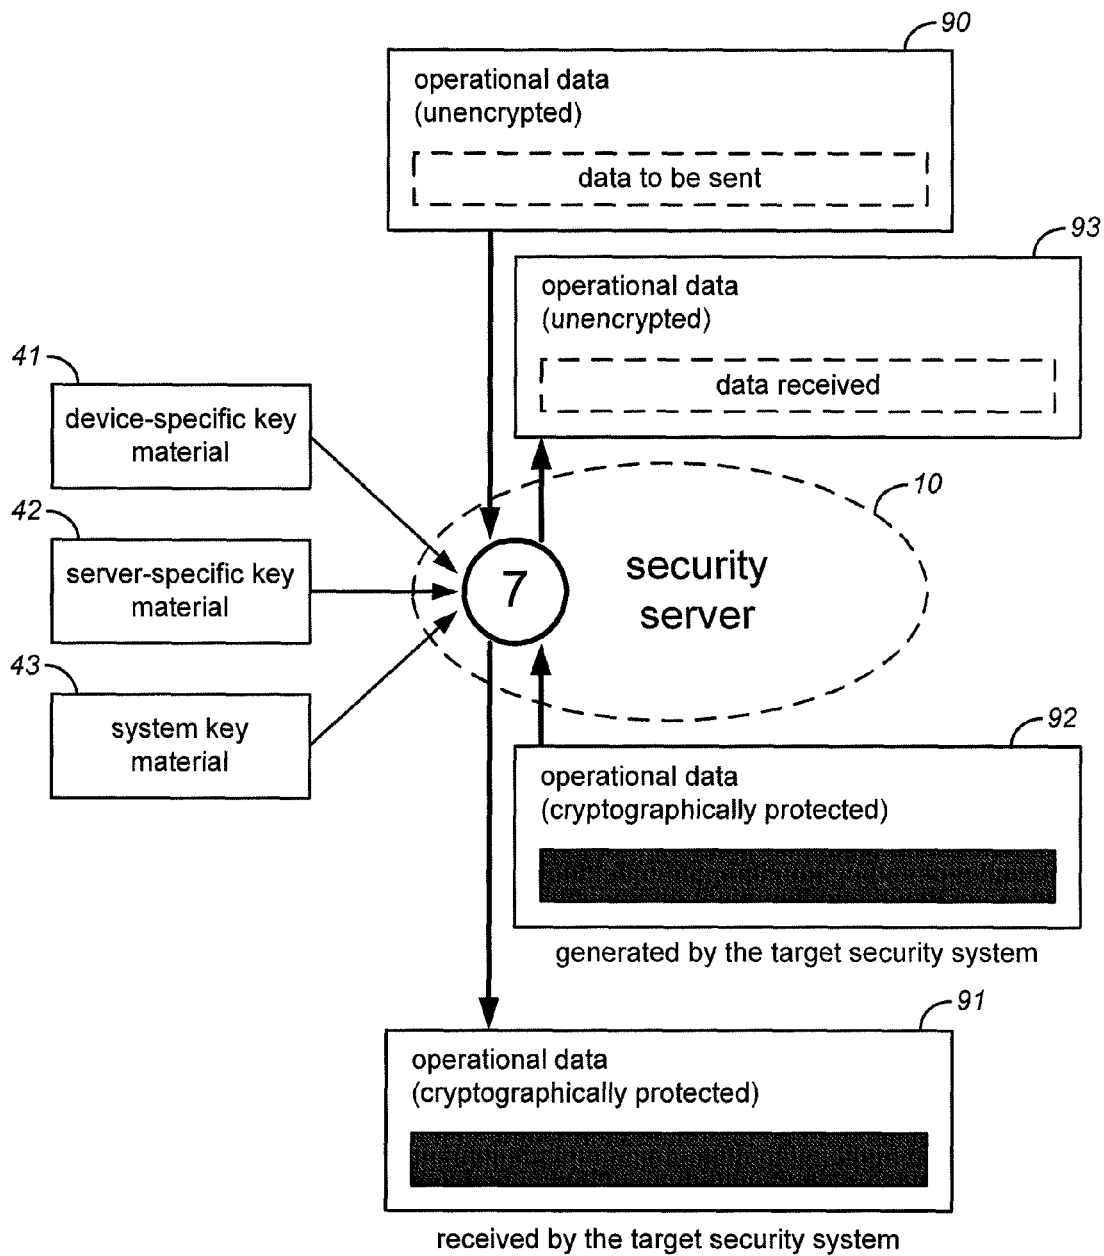 90
operational data
(unencrypted)
data to be sent
93
operational data
(unencrypted)
data received
41
device-specific key
material
10
42
server-specific key
material
7
security
server
43
system key
material
92
operational data
(cryptographically protected)
generated by the target security system
91
operational data
(cryptographically protected)
received by the target security system